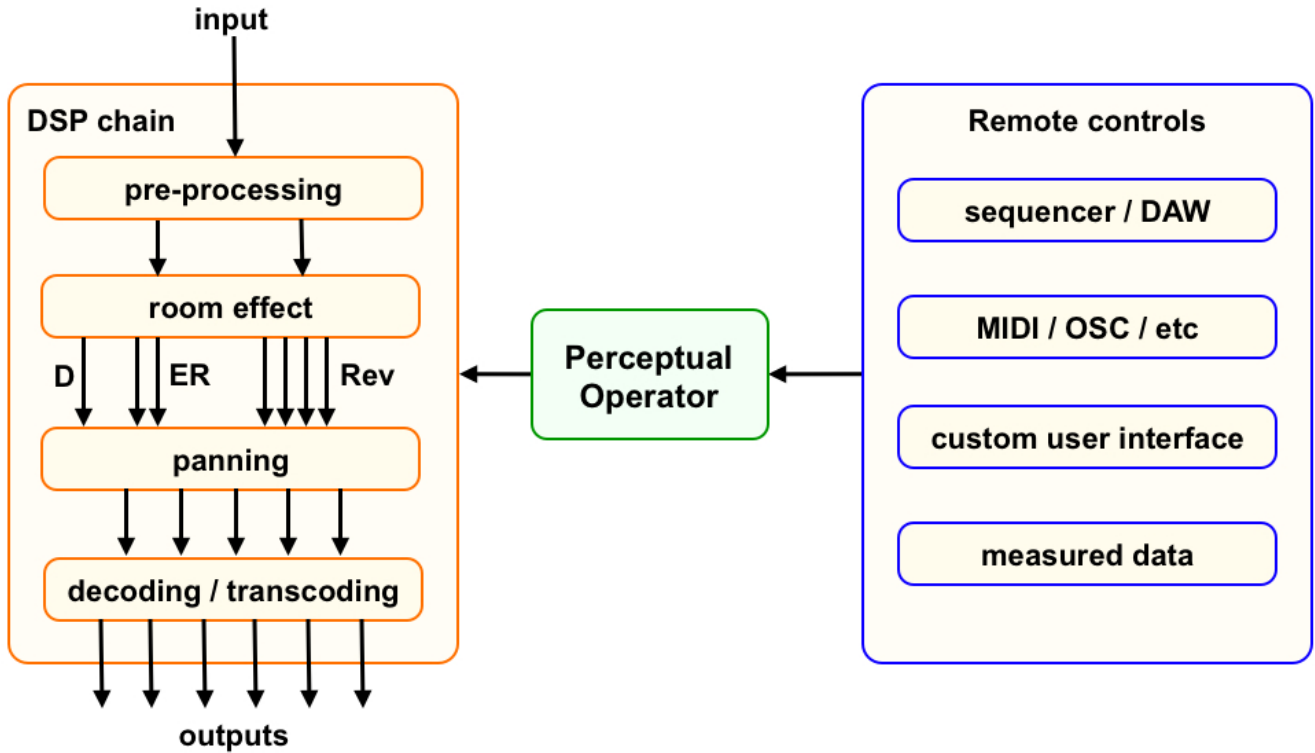 input
DSP chain
pre-processing
room effect
D
ER
Rev
panning
decoding / transcoding
outputs
Perceptual
Operator
Remote controls
sequencer / DAW
MIDI / OSC / etc
custom user interface
measured data